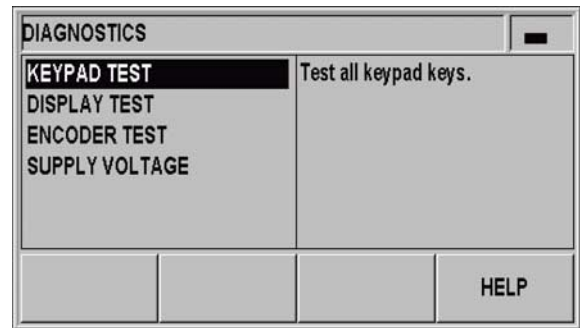 DIAGNOSTICS
KEYPAD TEST
DISPLAY TEST
ENCODER TEST
SUPPLY VOLTAGE
Test all keypad keys.
HELP